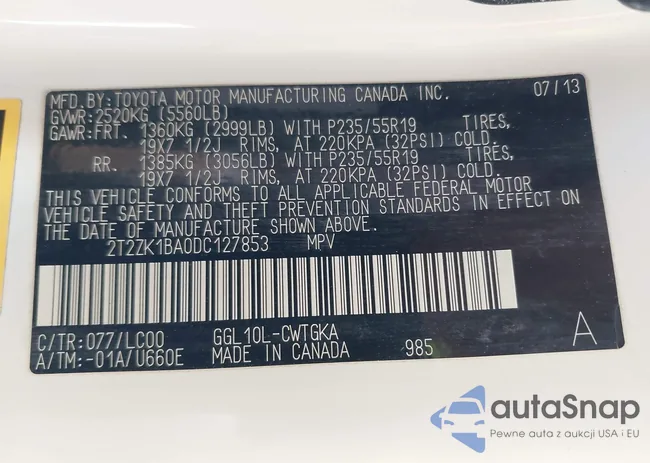 MFD. BY: TOYOTA MOTOR MANUFACTURING CANADA INC. 07/13
GVWR: 2520KG (5560LB)
GAWR: FRT. 1360KG (2999LB) WITH P235/55R19 TIRES,
19X7 1/2J RIMS, AT 220KPA (32PSI) COLD.
RR. 1385KG (3056LB) WITH P235/55R19 TIRES,
19X7 1/2J RIMS, AT 220KPA (32PSI) COLD.
THIS VEHICLE CONFORMS TO ALL APPLICABLE FEDERAL MOTOR
VEHICLE SAFETY AND THEFT PREVENTION STANDARDS IN EFFECT ON
THE DATE OF MANUFACTURE SHOWN ABOVE.
2T2ZK1BA0DC127853 MPV
C/TR: 077/LC00 GGL10L-CWTGKA
A/TM: -01A/U660E MADE IN CANADA 985 A
autaSnap
Pewne auta z aukcji USA i EU